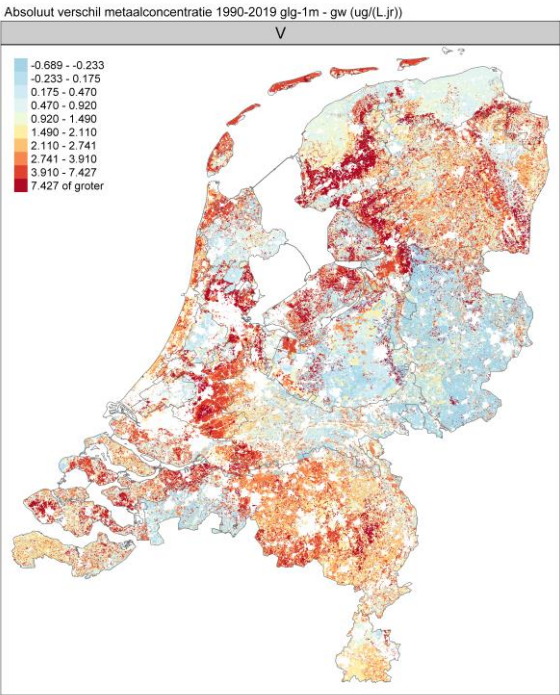 Absoluut verschil metaalconcentratie 1990-2019 glg-1m - gw (ug/(L.jr))
V
-0.689 - -0.233
-0.233 - 0.175
0.175 - 0.470
0.470 - 0.920
0.920 - 1.490
1.490 - 2.110
2.110 - 2.741
2.741 - 3.910
3.910 - 7.427
7.427 of groter